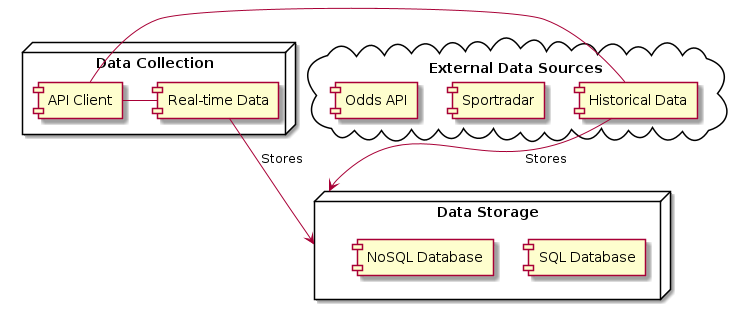 Data Collection
API Client
Real-time Data
External Data Sources
Odds API
Sportradar
Historical Data
Stores
Stores
Data Storage
NoSQL Database
SQL Database